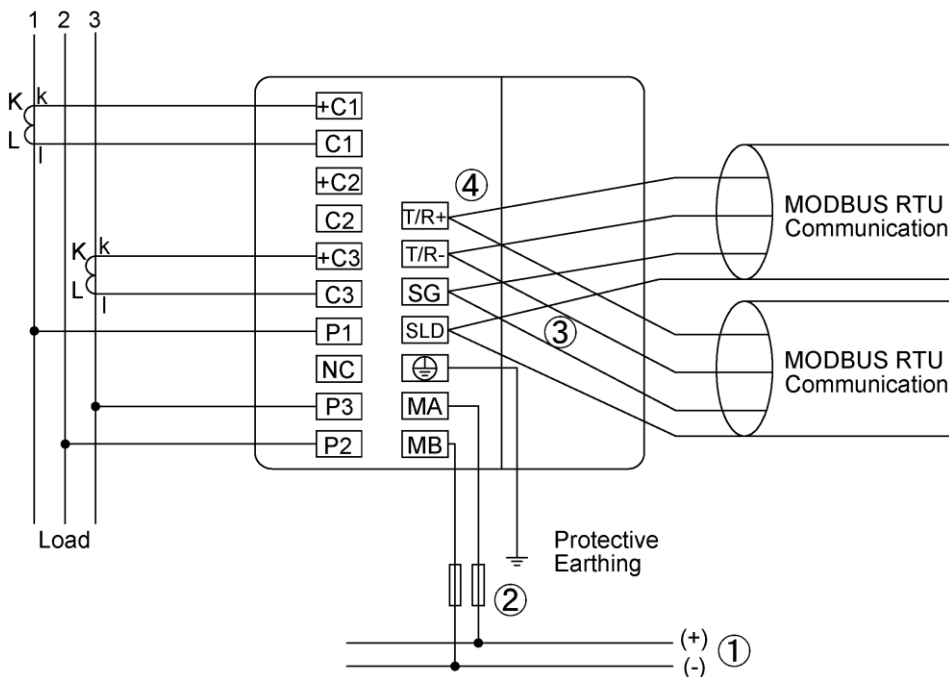 1 2 3
K k
L l
K k
L l
+C1
C1
+C2
C2
+C3
C3
P1
NC
P3
P2
④
T/R+
T/R-
SG
SLD
MA
MB
③
MODBUS RTU
Communication
MODBUS RTU
Communication
Load
Protective
Earthing
②
(+)
(-)
①